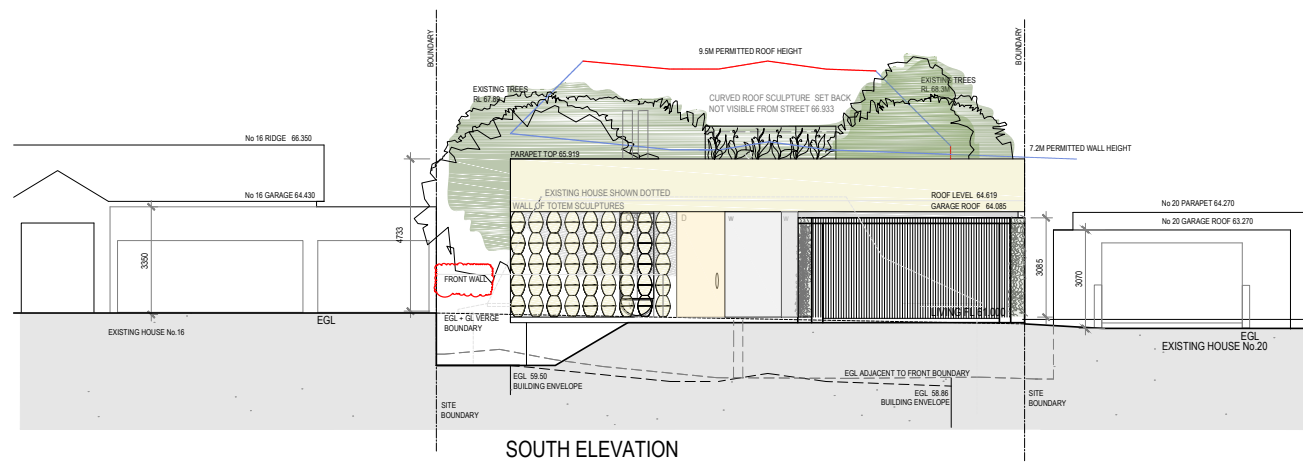 BOUNDARY
9.5M PERMITTED ROOF HEIGHT
BOUNDARY
EXISTING TREES
RL 67.89
EXISTING TREES
RL 68.3M
CURVED ROOF SCULPTURE SET BACK
NOT VISIBLE FROM STREET 66.933
No 16 RIDGE 66.350
7.2M PERMITTED WALL HEIGHT
PARAPET TOP 65.919
No 16 GARAGE 64.430
EXISTING HOUSE SHOWN DOTTED
WALL OF TOTEM SCULPTURES
ROOF LEVEL 64.619
GARAGE ROOF 64.085
No 20 PARAPET 64.270
No 20 GARAGE ROOF 63.270
D
w
w
3350
4733
3085
3070
FRONT WALL
LIVING FL 61.000
EXISTING HOUSE No.16
EGL
EGL + GL VERGE
BOUNDARY
EGL
EXISTING HOUSE No.20
EGL 59.50
BUILDING ENVELOPE
EGL ADJACENT TO FRONT BOUNDARY
EGL 58.86
BUILDING ENVELOPE
SITE
BOUNDARY
SITE
BOUNDARY
SOUTH ELEVATION